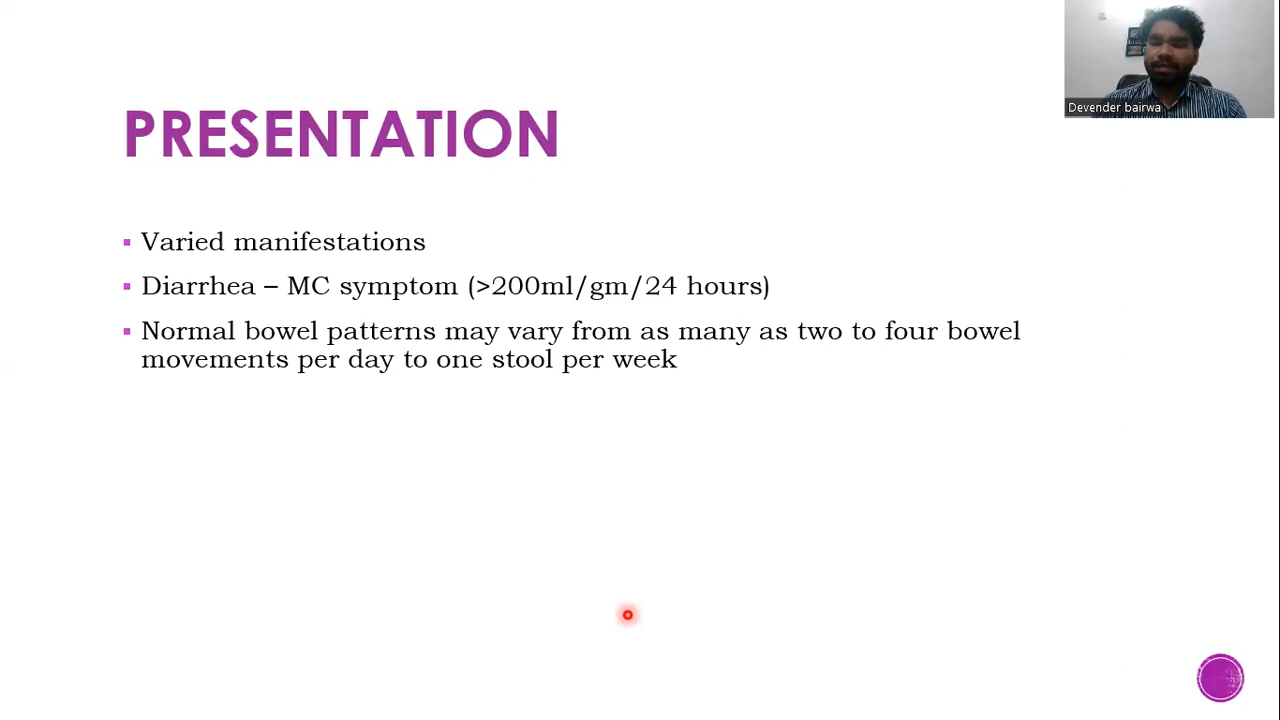 Devender bairwa
PRESENTATION
Varied manifestations
Diarrhea – MC symptom (>200ml/gm/24 hours)
Normal bowel patterns may vary from as many as two to four bowel
movements per day to one stool per week